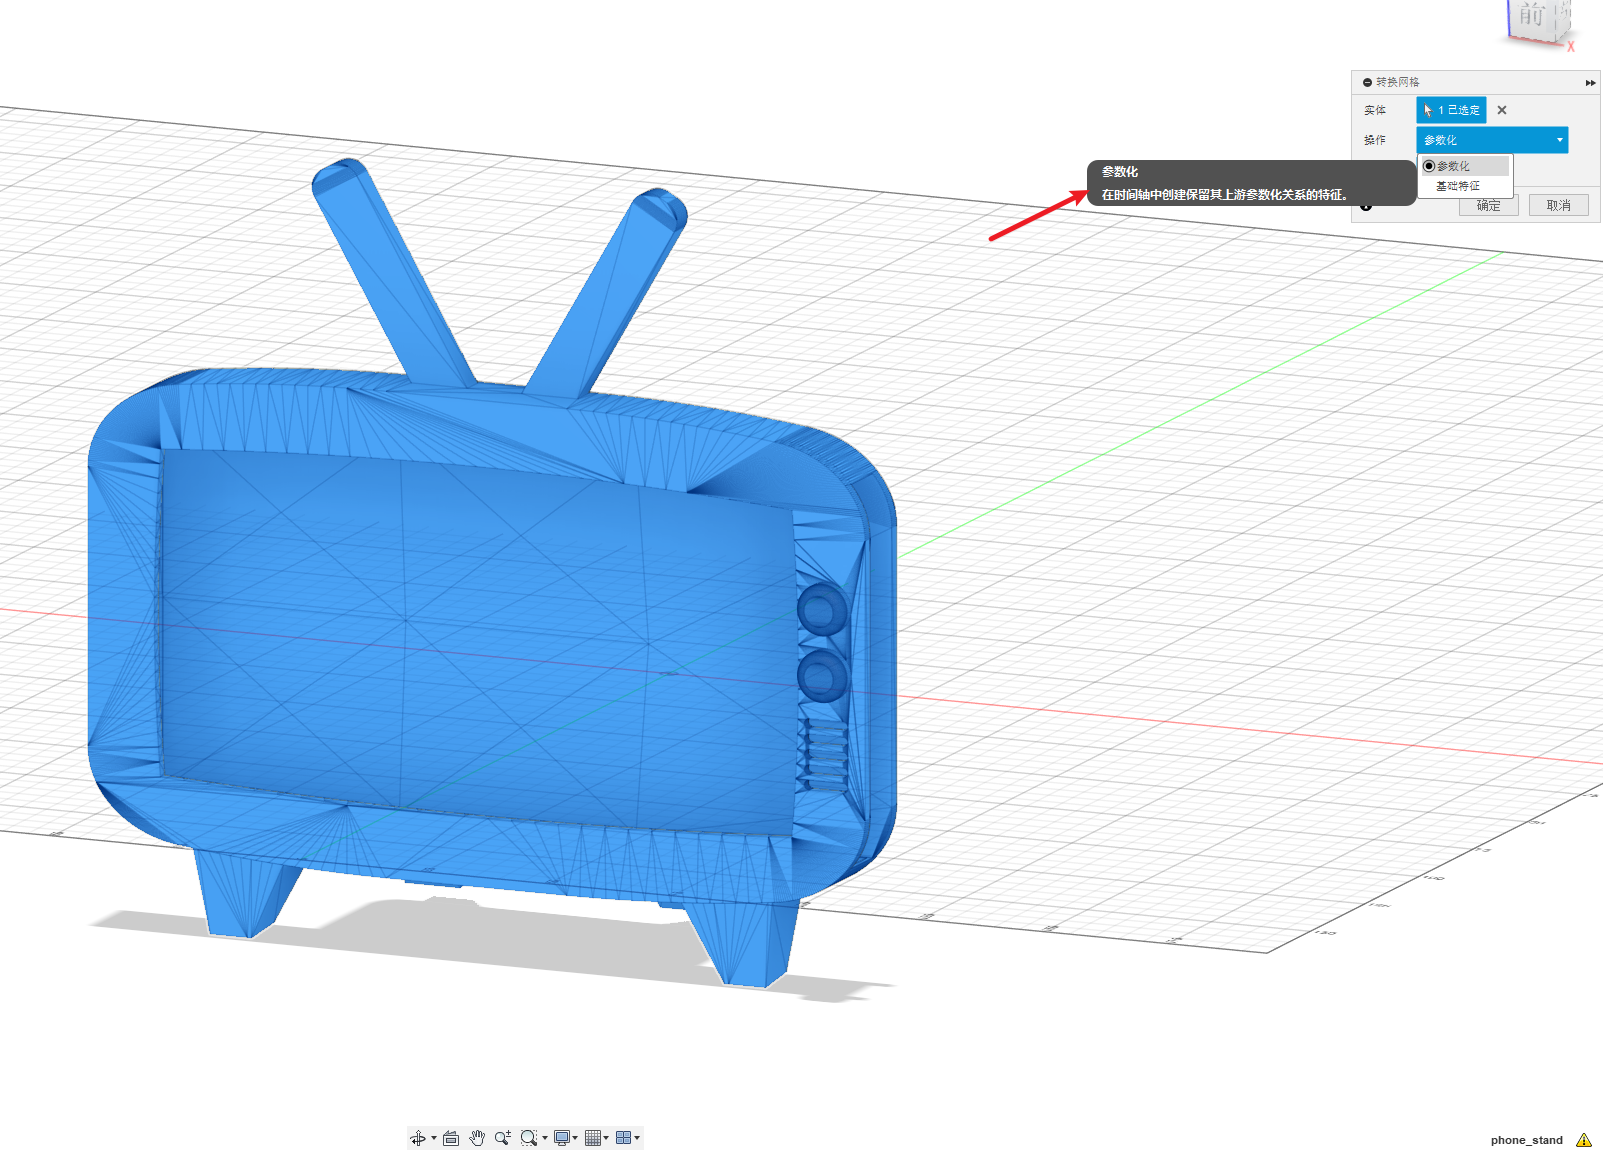 前
X
转换网格
实体
1 已选定
操作
参数化
参数化
基础特征
参数化
在时间轴中创建保留其上游参数化关系的特征。
确定
取消
phone_stand